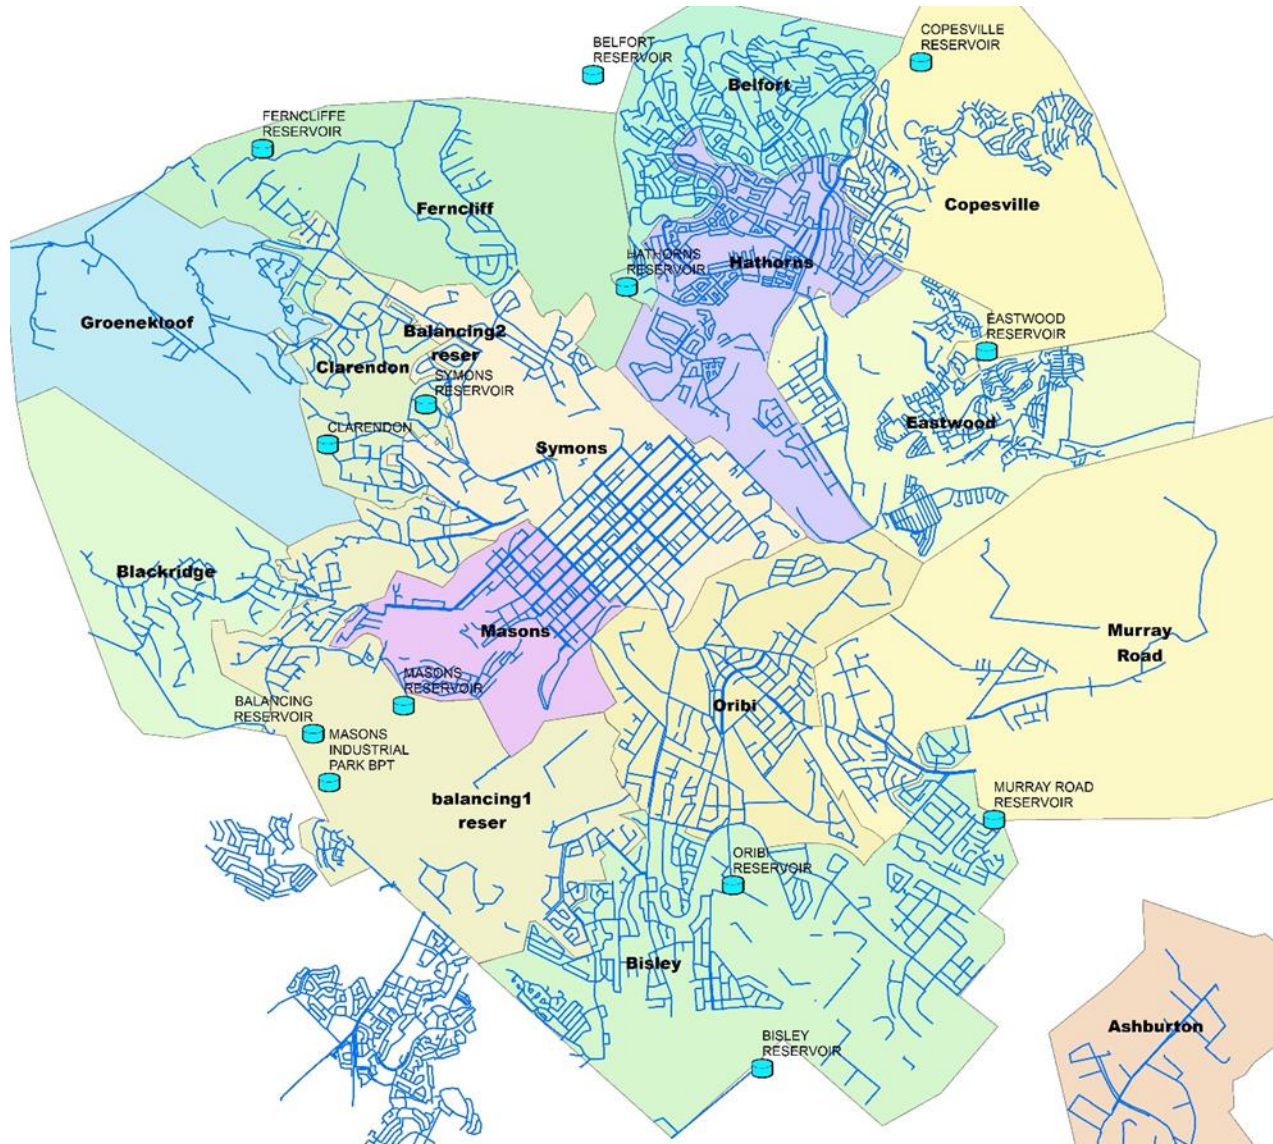 COPESVILLE
RESERVOIR
BELFORT
RESERVOIR
Belfort
FERNCLIFFE
RESERVOIR
Ferncliff
Copesville
HATHORNS
RESERVOIR
Hathorns
Groenekloof
Balancing2
reser
EASTWOOD
RESERVOIR
Clarendon
SYMONS
RESERVOIR
CLARENDON
Eastwood
Symons
Blackridge
Masons
Murray
Road
MASONS
RESERVOIR
BALANCING
RESERVOIR
Oribi
MASONS
INDUSTRIAL
PARK BPT
balancing1
reser
MURRAY ROAD
RESERVOIR
ORIBI
RESERVOIR
Bisley
BISLEY
RESERVOIR
Ashburton